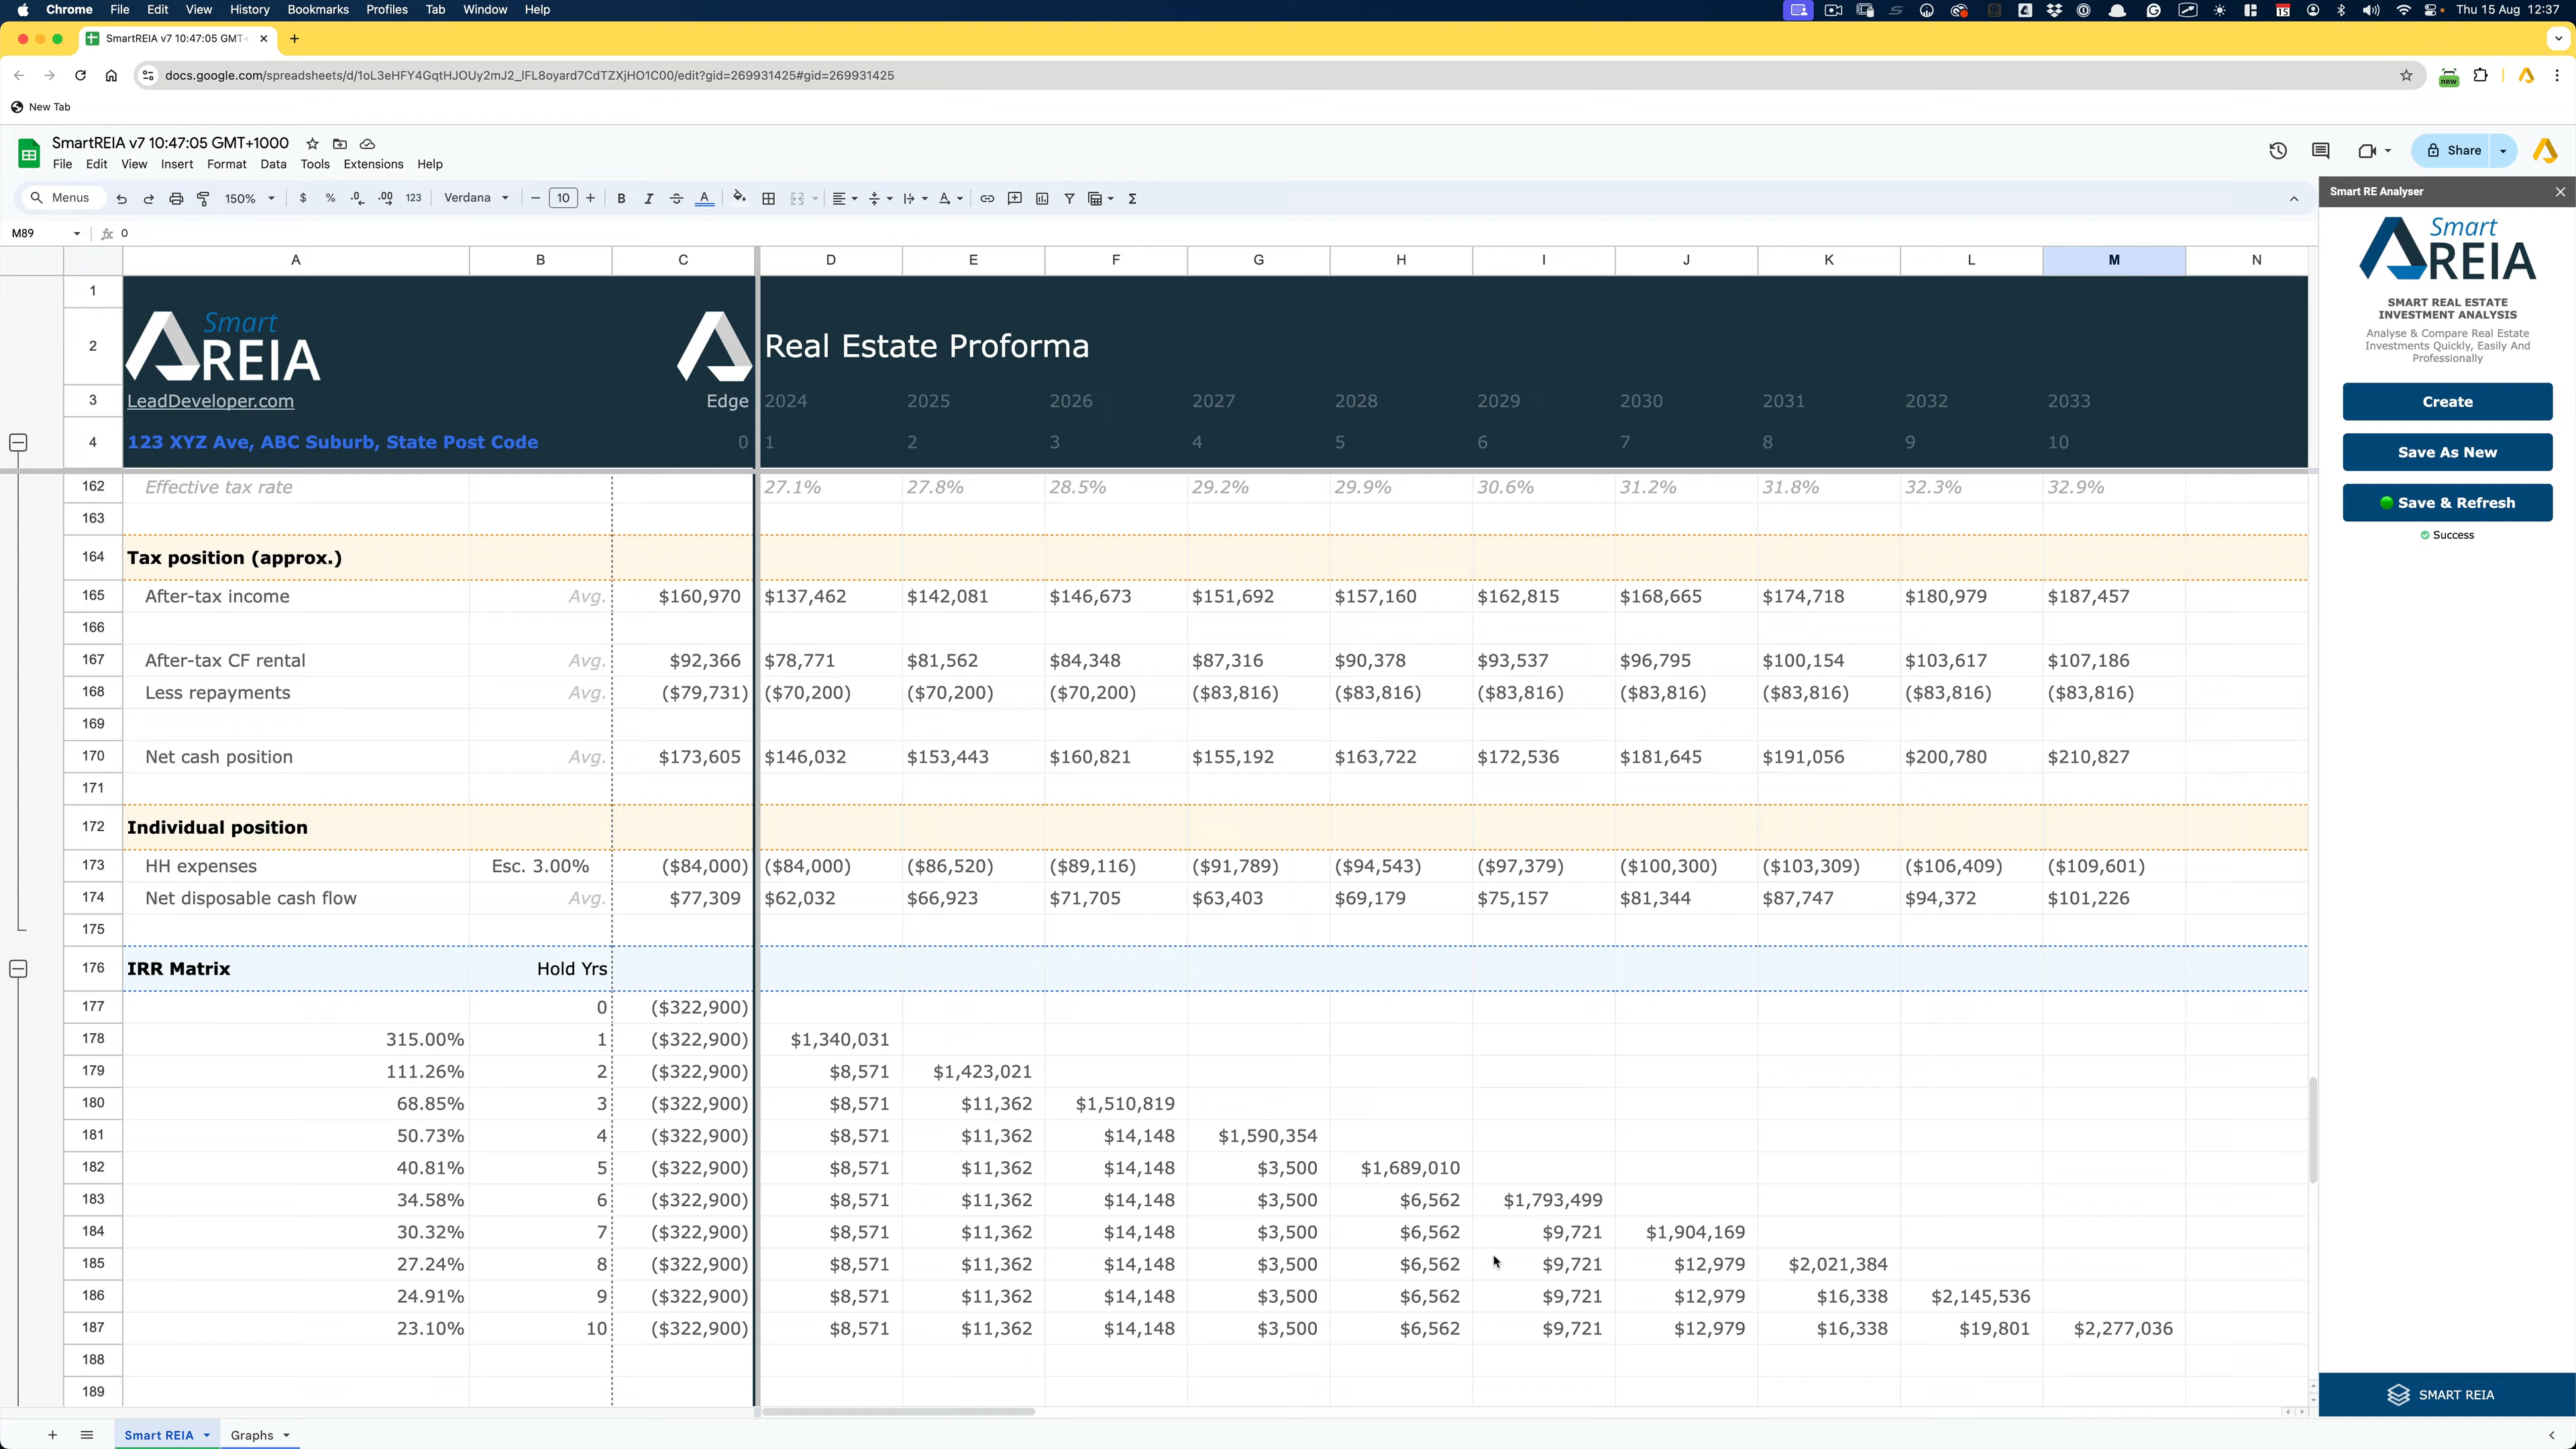 Chrome File Edit View History Bookmarks Profiles Tab Window Help Thu 15 Aug 12:37
SmartREIA v7 10:47:05 GMT+
docs.google.com/spreadsheets/d/1oL3eHFY4GqtHJOUy2mJ2_lFL8oyard7CdTZXjHO1C00/edit?gid=269931425#gid=269931425
new
New Tab
SmartREIA v7 10:47:05 GMT+1000
File Edit View Insert Format Data Tools Extensions Help
Share
Menus 150% $ % .0 .00 123 Verdana 10 B I
M89 fx 0
A B C D E F G H I J K L M N
1
2 Smart AREIA Real Estate Proforma
3 LeadDeveloper.com Edge 2024 2025 2026 2027 2028 2029 2030 2031 2032 2033
4 123 XYZ Ave, ABC Suburb, State Post Code 0 1 2 3 4 5 6 7 8 9 10
162 Effective tax rate 27.1% 27.8% 28.5% 29.2% 29.9% 30.6% 31.2% 31.8% 32.3% 32.9%
163
164 Tax position (approx.)
165 After-tax income Avg. $160,970 $137,462 $142,081 $146,673 $151,692 $157,160 $162,815 $168,665 $174,718 $180,979 $187,457
166
167 After-tax CF rental Avg. $92,366 $78,771 $81,562 $84,348 $87,316 $90,378 $93,537 $96,795 $100,154 $103,617 $107,186
168 Less repayments Avg. ($79,731) ($70,200) ($70,200) ($70,200) ($83,816) ($83,816) ($83,816) ($83,816) ($83,816) ($83,816) ($83,816)
169
170 Net cash position Avg. $173,605 $146,032 $153,443 $160,821 $155,192 $163,722 $172,536 $181,645 $191,056 $200,780 $210,827
171
172 Individual position
173 HH expenses Esc. 3.00% ($84,000) ($84,000) ($86,520) ($89,116) ($91,789) ($94,543) ($97,379) ($100,300) ($103,309) ($106,409) ($109,601)
174 Net disposable cash flow Avg. $77,309 $62,032 $66,923 $71,705 $63,403 $69,179 $75,157 $81,344 $87,747 $94,372 $101,226
175
176 IRR Matrix Hold Yrs
177 0 ($322,900)
178 315.00% 1 ($322,900) $1,340,031
179 111.26% 2 ($322,900) $8,571 $1,423,021
180 68.85% 3 ($322,900) $8,571 $11,362 $1,510,819
181 50.73% 4 ($322,900) $8,571 $11,362 $14,148 $1,590,354
182 40.81% 5 ($322,900) $8,571 $11,362 $14,148 $3,500 $1,689,010
183 34.58% 6 ($322,900) $8,571 $11,362 $14,148 $3,500 $6,562 $1,793,499
184 30.32% 7 ($322,900) $8,571 $11,362 $14,148 $3,500 $6,562 $9,721 $1,904,169
185 27.24% 8 ($322,900) $8,571 $11,362 $14,148 $3,500 $6,562 $9,721 $12,979 $2,021,384
186 24.91% 9 ($322,900) $8,571 $11,362 $14,148 $3,500 $6,562 $9,721 $12,979 $16,338 $2,145,536
187 23.10% 10 ($322,900) $8,571 $11,362 $14,148 $3,500 $6,562 $9,721 $12,979 $16,338 $19,801 $2,277,036
188
189
Smart REIA Graphs
Smart RE Analyser
Smart
AREIA
SMART REAL ESTATE
INVESTMENT ANALYSIS
Analyse & Compare Real Estate
Investments Quickly, Easily And
Professionally
Create
Save As New
Save & Refresh
Success
SMART REIA